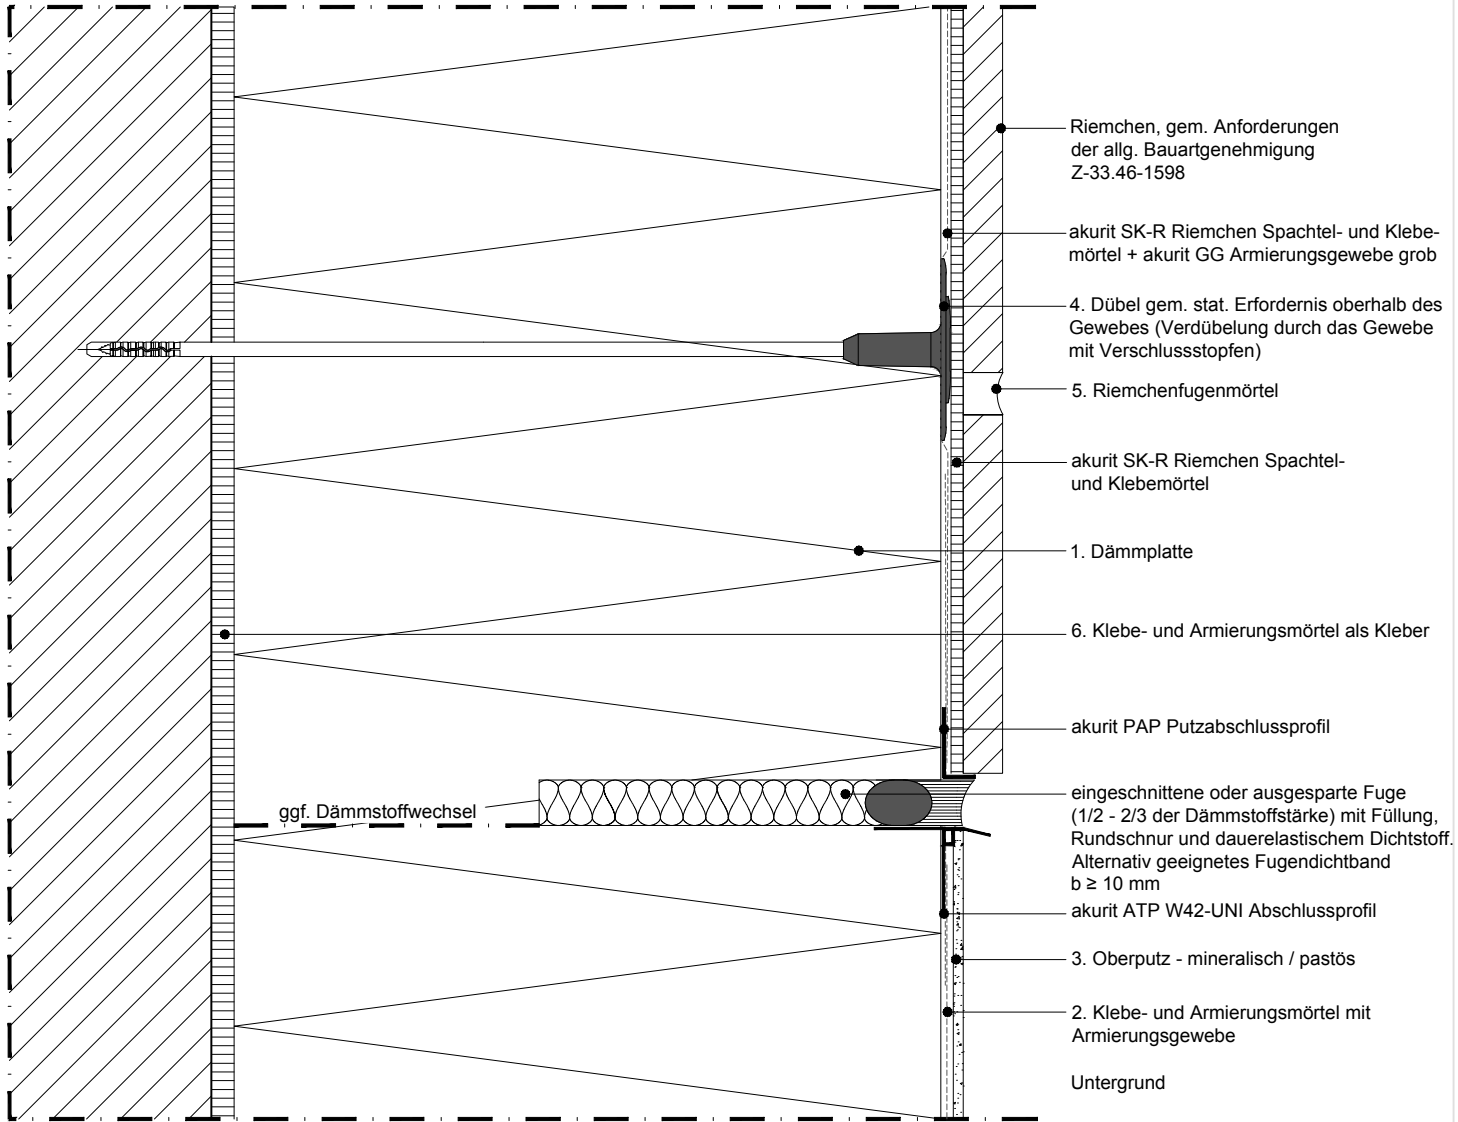 Riemchen, gem. Anforderungen
der allg. Bauartgenehmigung
Z-33.46-1598
akurit SK-R Riemchen Spachtel- und Klebe-
mörtel + akurit GG Armierungsgewebe grob
4. Dübel gem. stat. Erfordernis oberhalb des
Gewebes (Verdübelung durch das Gewebe
mit Verschlussstopfen)
5. Riemchenfugenmörtel
akurit SK-R Riemchen Spachtel-
und Klebemörtel
1. Dämmplatte
6. Klebe- und Armierungsmörtel als Kleber
akurit PAP Putzabschlussprofil
ggf. Dämmstoffwechsel
eingeschnittene oder ausgesparte Fuge
(1/2 - 2/3 der Dämmstoffstärke) mit Füllung,
Rundschnur und dauerelastischem Dichtstoff.
Alternativ geeignetes Fugendichtband
b ≥ 10 mm
akurit ATP W42-UNI Abschlussprofil
3. Oberputz - mineralisch / pastös
2. Klebe- und Armierungsmörtel mit
Armierungsgewebe
Untergrund